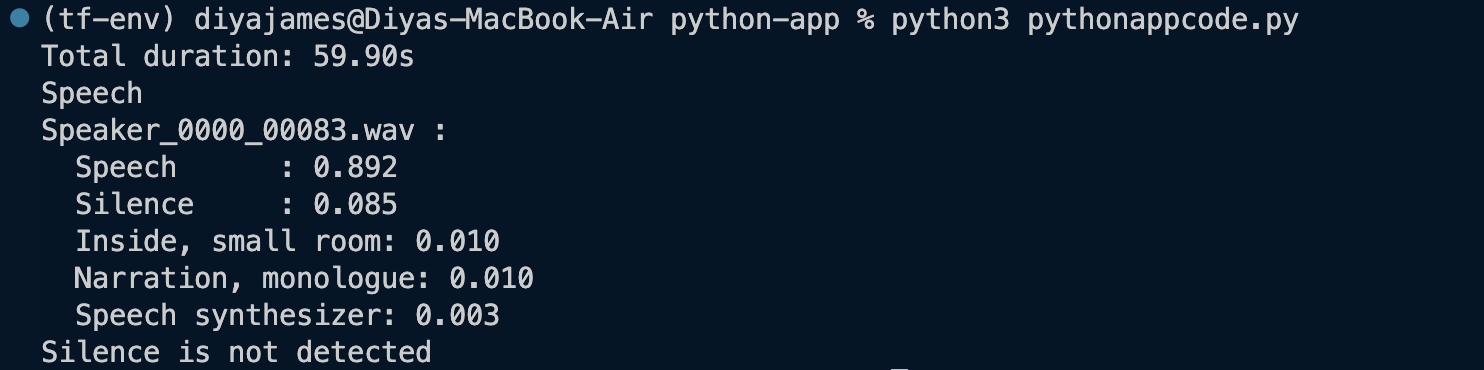 (tf-env) diyajames@Diyas-MacBook-Air python-app % python3 pythonappcode.py
Total duration: 59.90s
Speech
Speaker_0000_00083.wav :
  Speech      : 0.892
  Silence     : 0.085
  Inside, small room: 0.010
  Narration, monologue: 0.010
  Speech synthesizer: 0.003
Silence is not detected